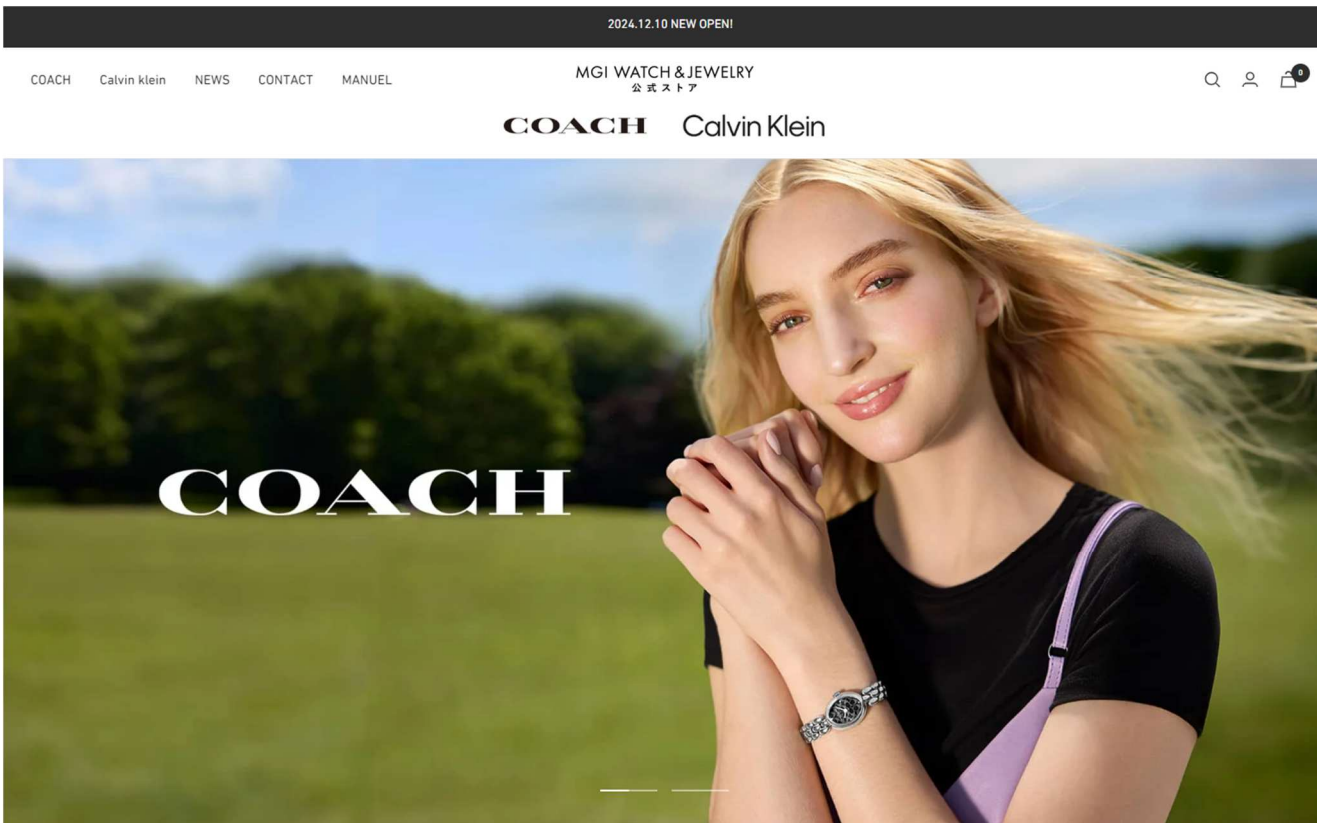 2024.12.10 NEW OPEN!
COACH Calvin klein NEWS CONTACT MANUEL
MGI WATCH & JEWELRY
公式ストア
0
COACH Calvin Klein
COACH